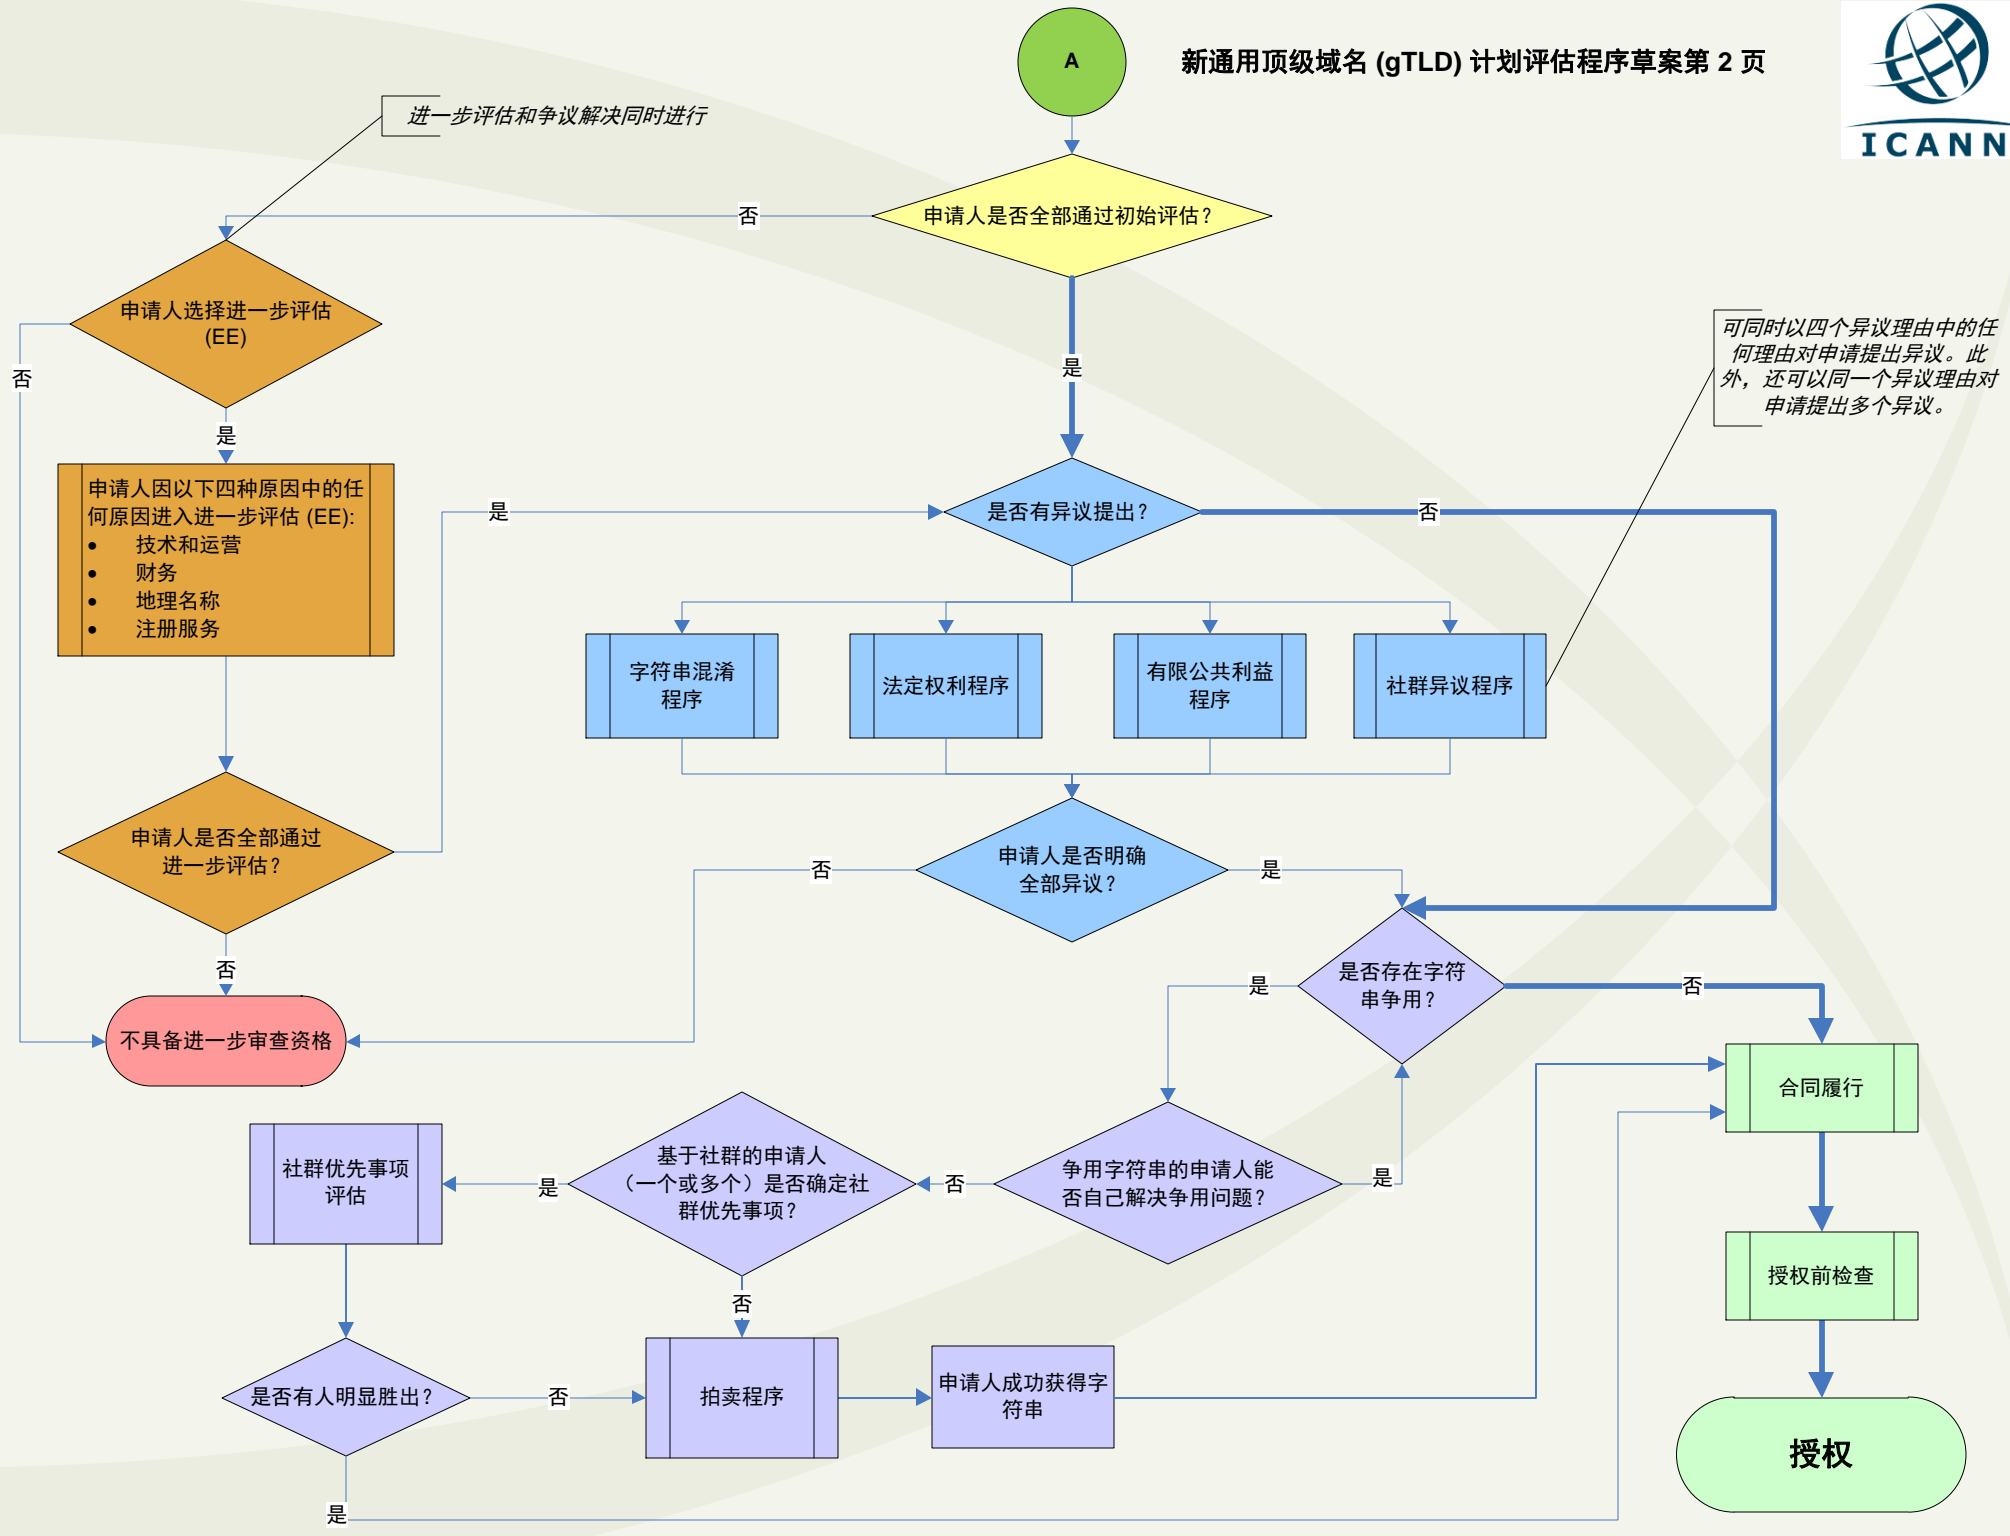 A
新通用顶级域名 (gTLD) 计划评估程序草案第 2 页
ICANN
进一步评估和争议解决同时进行
申请人是否全部通过初始评估？
否
是
申请人选择进一步评估
(EE)
否
是
可同时以四个异议理由中的任
何理由对申请提出异议。此
外，还可以同一个异议理由对
申请提出多个异议。
申请人因以下四种原因中的任
何原因进入进一步评估 (EE):
• 技术和运营
• 财务
• 地理名称
• 注册服务
是
是否有异议提出？
否
字符串混淆
程序
法定权利程序
有限公共利益
程序
社群异议程序
申请人是否全部通过
进一步评估？
否
申请人是否明确
全部异议？
否
是
不具备进一步审查资格
是否存在字符
串争用？
是
否
合同履行
社群优先事项
评估
是
基于社群的申请人
（一个或多个）是否确定社
群优先事项？
否
争用字符串的申请人能
否自己解决争用问题？
是
否
授权前检查
是否有人明显胜出？
否
拍卖程序
申请人成功获得字
符串
授权
是